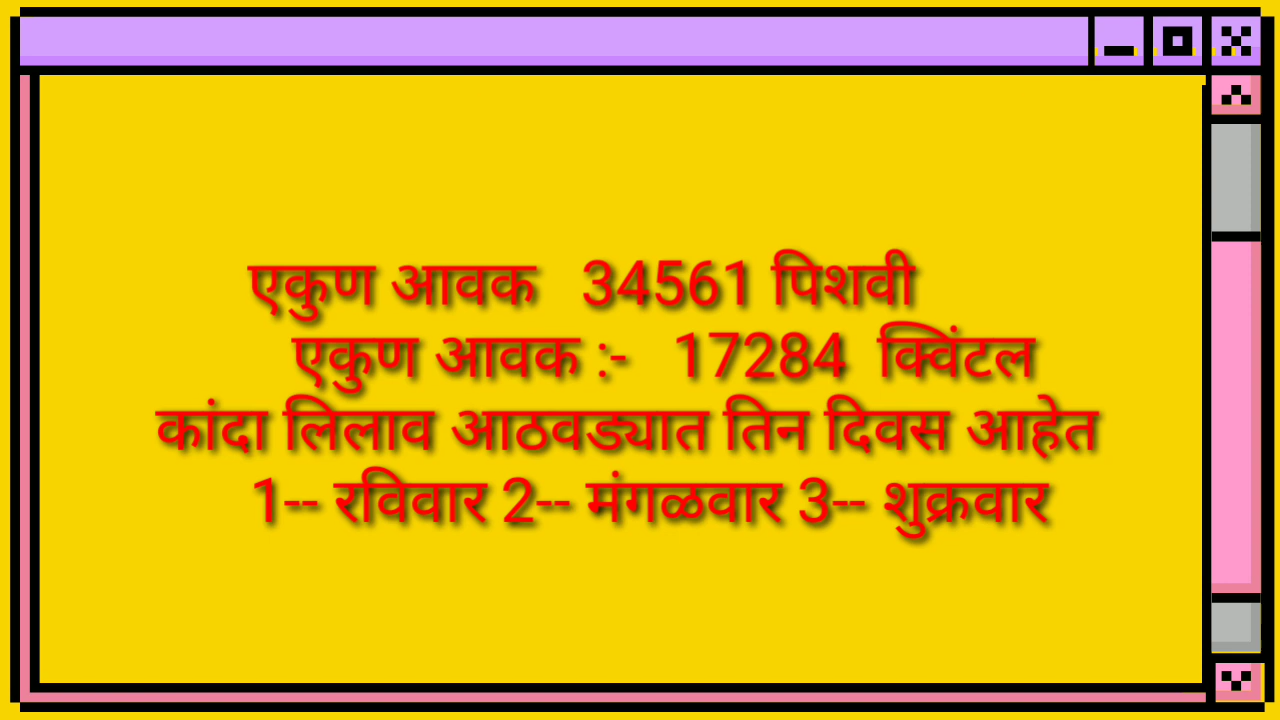 एकुण आवक 34561 पिशवी
एकुण आवक :- 17284 क्विंटल
कांदा लिलाव आठवड्यात तिन दिवस आहेत
1-- रविवार 2-- मंगळवार 3-- शुक्रवार